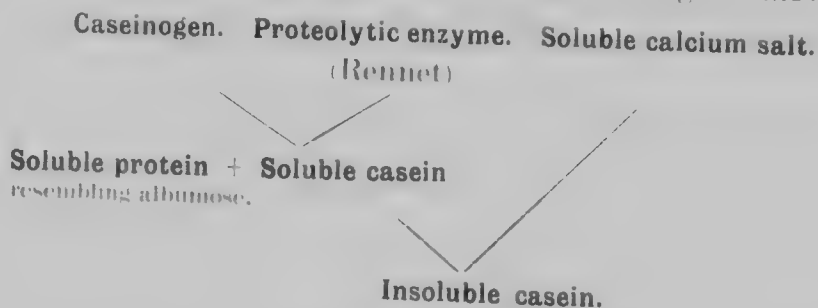 Caseinogen. Proteolytic enzyme. Soluble calcium salt.
(Rennet)
Soluble protein + Soluble casein
resembling albumose.
Insoluble casein.